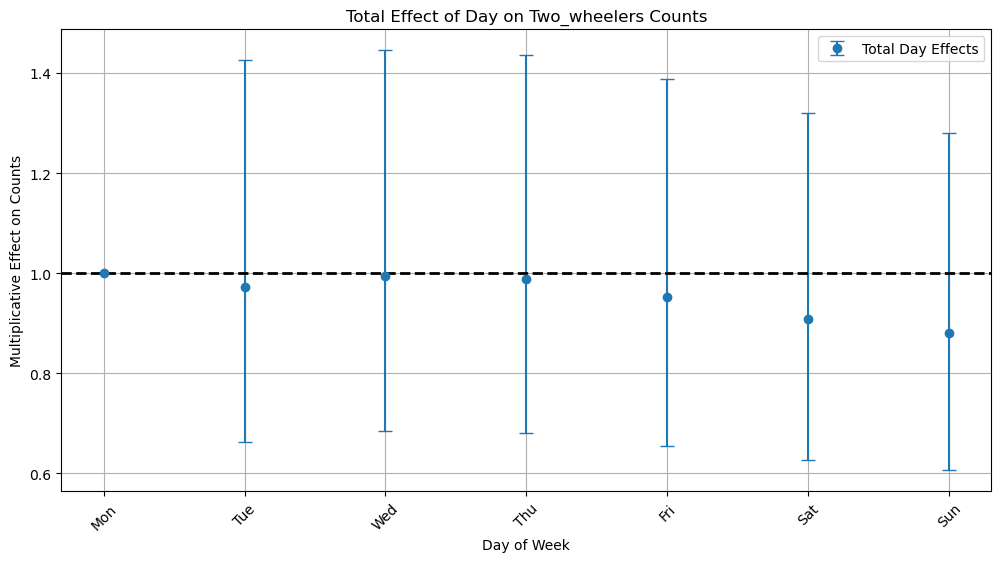 Total Effect of Day on Two_wheelers Counts
Total Day Effects
Multiplicative Effect on Counts
1.4
1.2
1.0
0.8
0.6
Mon
Tue
Wed
Thu
Fri
Sat
Sun
Day of Week